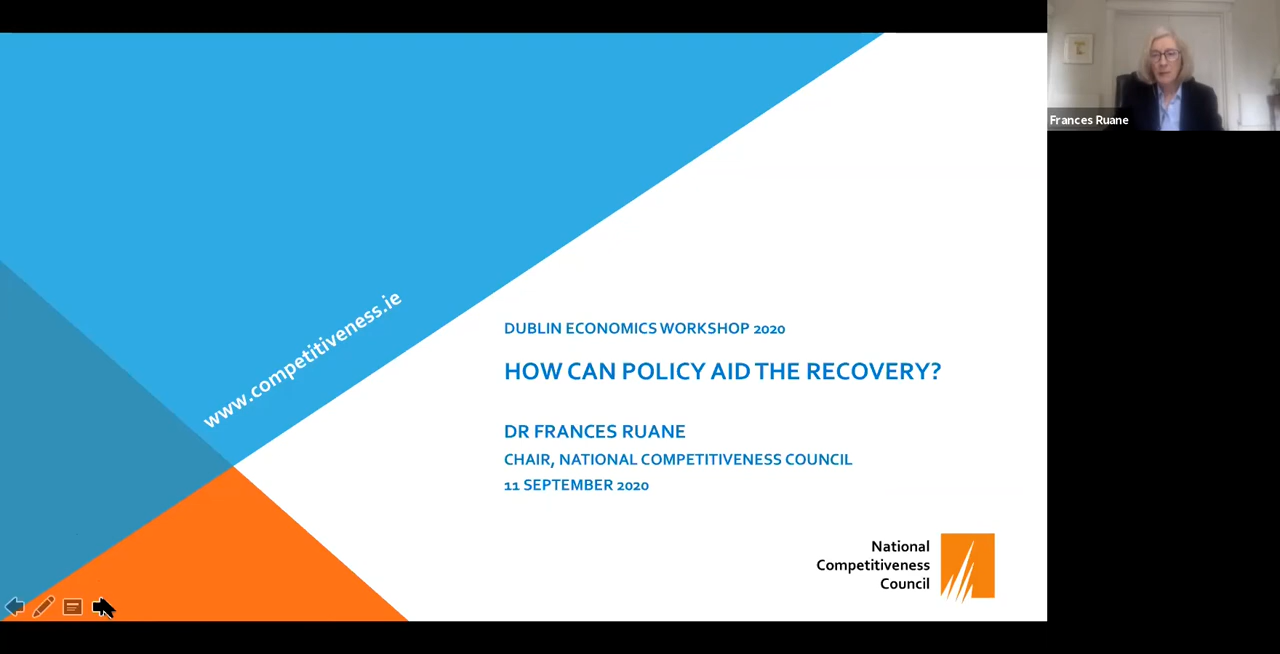 Frances Ruane
www.competitiveness.ie
DUBLIN ECONOMICS WORKSHOP 2020
HOW CAN POLICY AID THE RECOVERY?
DR FRANCES RUANE
CHAIR, NATIONAL COMPETITIVENESS COUNCIL
11 SEPTEMBER 2020
National
Competitiveness
Council